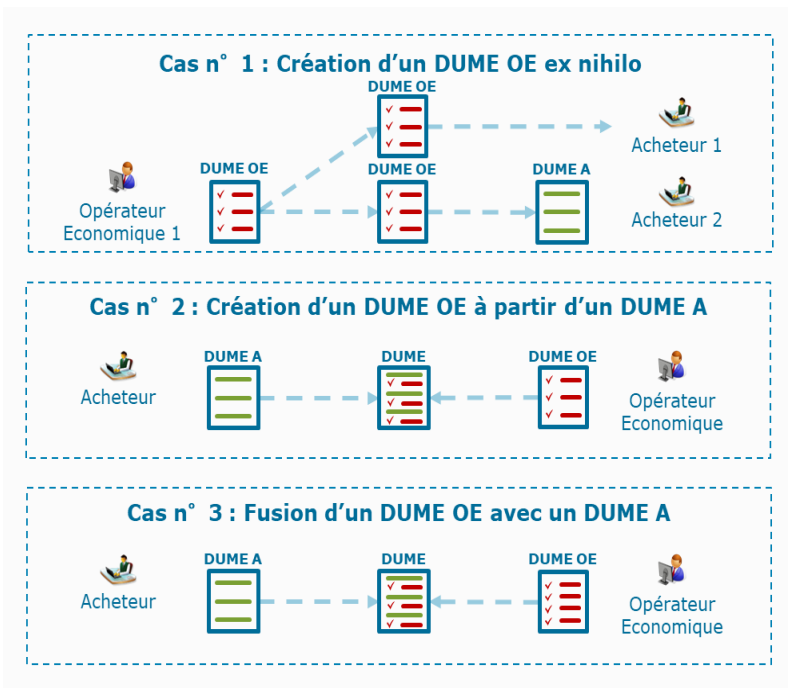 Cas n° 1 : Création d'un DUME OE ex nihilo
DUME OE
Acheteur 1
DUME OE
DUME OE
DUME A
Opérateur
Economique 1
Acheteur 2
Cas n° 2 : Création d'un DUME OE à partir d'un DUME A
DUME A
DUME
DUME OE
Acheteur
Opérateur
Economique
Cas n° 3 : Fusion d'un DUME OE avec un DUME A
DUME A
DUME
DUME OE
Acheteur
Opérateur
Economique